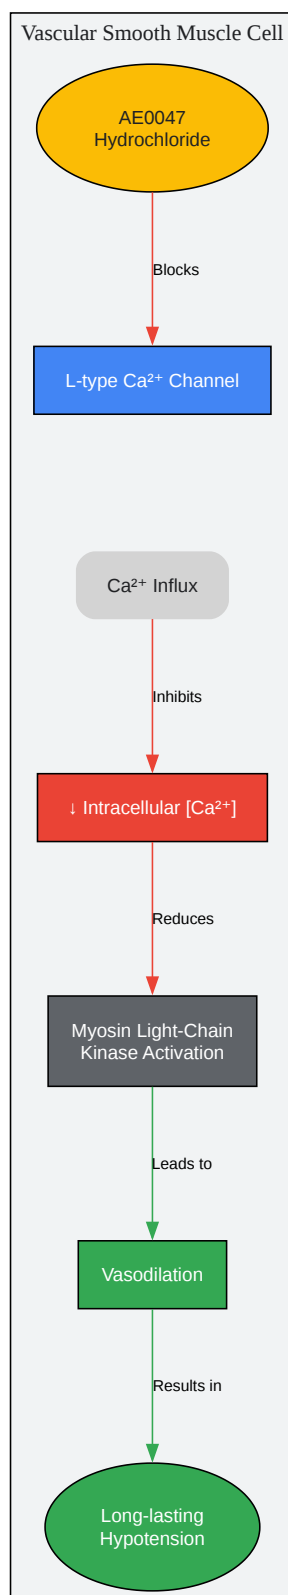 Vascular Smooth Muscle Cell
AE0047
Hydrochloride
Blocks
L-type Ca²⁺ Channel
Ca²⁺ Influx
Inhibits
↓ Intracellular [Ca²⁺]
Reduces
Myosin Light-Chain
Kinase Activation
Leads to
Vasodilation
Results in
Long-lasting
Hypotension